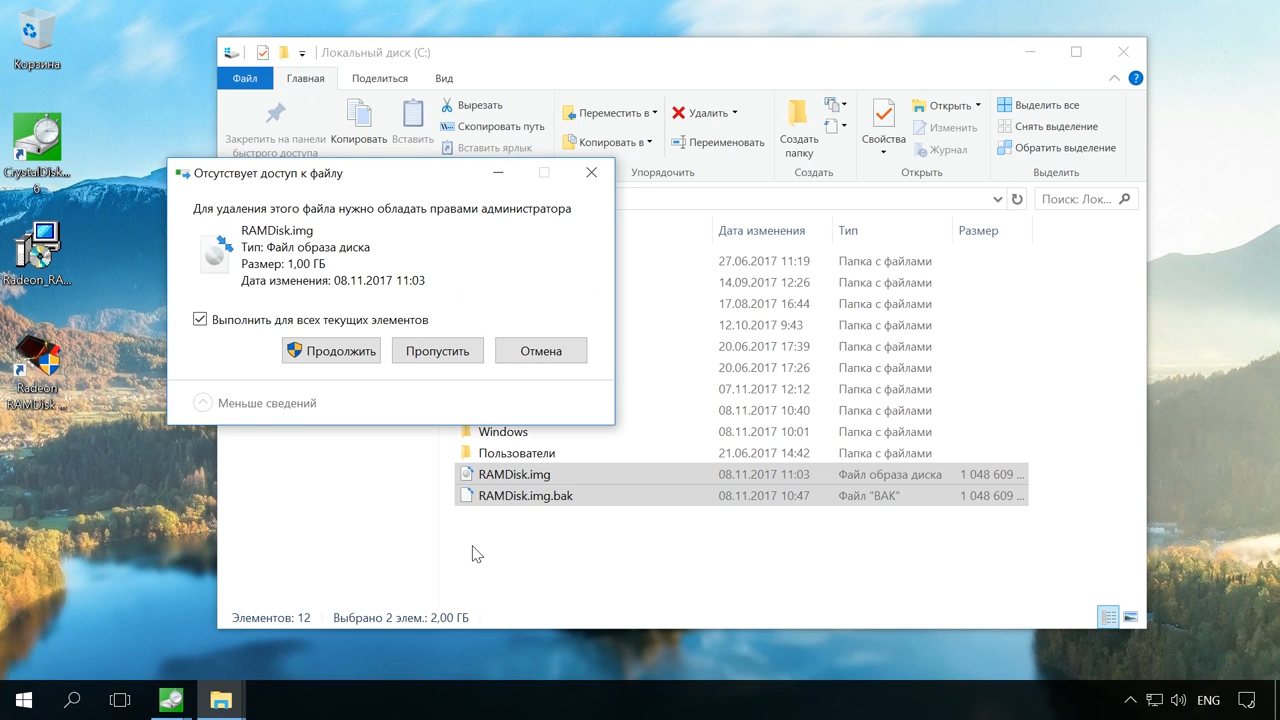 Корзина
CrystalDisk...
6
Radeon_RA...
Radeon
RAMDisk ...
Локальный диск (C:)
Файл
Главная
Поделиться
Вид
?
Закрепить на панели
быстрого доступа
Копировать
Вставить
Вырезать
Скопировать путь
Вставить ярлык
Переместить в
Копировать в
Удалить
Переименовать
Упорядочить
Создать
папку
Создать
Свойства
Открыть
Изменить
Журнал
Открыть
Выделить все
Снять выделение
Обратить выделение
Выделить
Поиск: Лок...
Отсутствует доступ к файлу
Для удаления этого файла нужно обладать правами администратора
RAMDisk.img
Тип: Файл образа диска
Размер: 1,00 ГБ
Дата изменения: 08.11.2017 11:03
Выполнить для всех текущих элементов
Продолжить
Пропустить
Отмена
Меньше сведений
Дата изменения Тип Размер
27.06.2017 11:19 Папка с файлами
14.09.2017 12:26 Папка с файлами
17.08.2017 16:44 Папка с файлами
12.10.2017 9:43 Папка с файлами
20.06.2017 17:39 Папка с файлами
20.06.2017 17:26 Папка с файлами
07.11.2017 12:12 Папка с файлами
08.11.2017 10:40 Папка с файлами
Windows 08.11.2017 10:01 Папка с файлами
Пользователи 21.06.2017 14:42 Папка с файлами
RAMDisk.img 08.11.2017 11:03 Файл образа диска 1 048 609 ...
RAMDisk.img.bak 08.11.2017 10:47 Файл "BAK" 1 048 609 ...
Элементов: 12 Выбрано 2 элем.: 2,00 ГБ
ENG